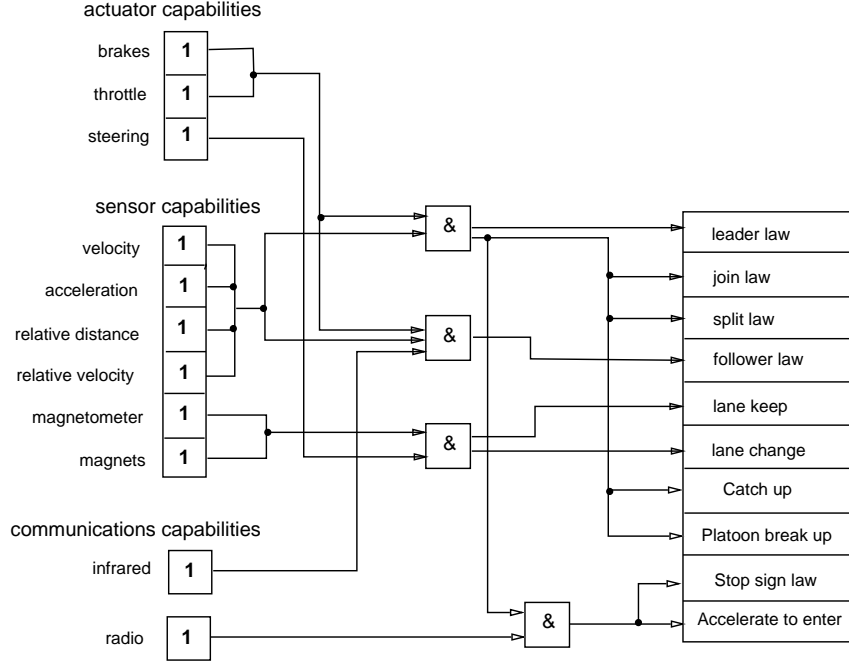 actuator capabilities
brakes 1
throttle 1
steering 1
sensor capabilities
velocity 1
acceleration 1
relative distance 1
relative velocity 1
magnetometer 1
magnets 1
communications capabilities
infrared 1
radio 1
&
&
&
&
leader law
join law
split law
follower law
lane keep
lane change
Catch up
Platoon break up
Stop sign law
Accelerate to enter